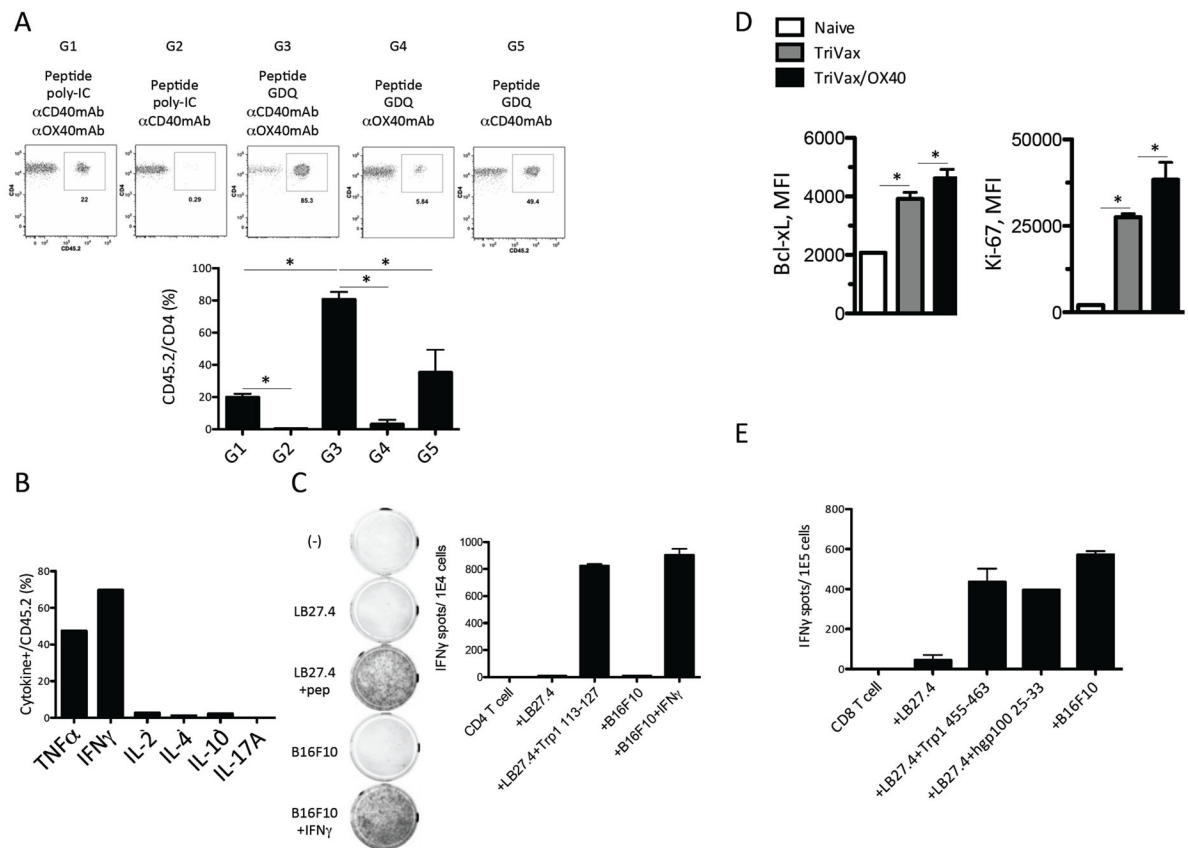 A
G1
Peptide
poly-IC
αCD40mAb
αOX40mAb
G2
Peptide
poly-IC
αCD40mAb
G3
Peptide
GDQ
αCD40mAb
αOX40mAb
G4
Peptide
GDQ
αOX40mAb
G5
Peptide
GDQ
αCD40mAb
CD4
22
CD45.2
CD4
0.29
CD4
85.3
CD4
5.84
CD4
49.4
CD45.2/CD4 (%)
100
80
60
40
20
0
* * * * 
G1 G2 G3 G4 G5
B
Cytokine+/CD45.2 (%)
80
60
40
20
0
TNFα IFNγ IL-2 IL-4 IL-10 IL-17A
C
(-)
LB27.4
LB27.4
+pep
B16F10
B16F10
+IFNγ
IFNγ spots/ 1E4 cells
1000
800
600
400
200
0
CD4 T cell
+LB27.4
+LB27.4+Trp1 113-127
+B16F10
+B16F10+IFNγ
D
Naive
TriVax
TriVax/OX40
Bcl-xL, MFI
6000
4000
2000
0
* *
Ki-67, MFI
50000
25000
0
* *
E
IFNγ spots/ 1E5 cells
800
600
400
200
0
CD8 T cell
+LB27.4
+LB27.4+Trp1 455-463
+LB27.4+hgp100 25-33
+B16F10